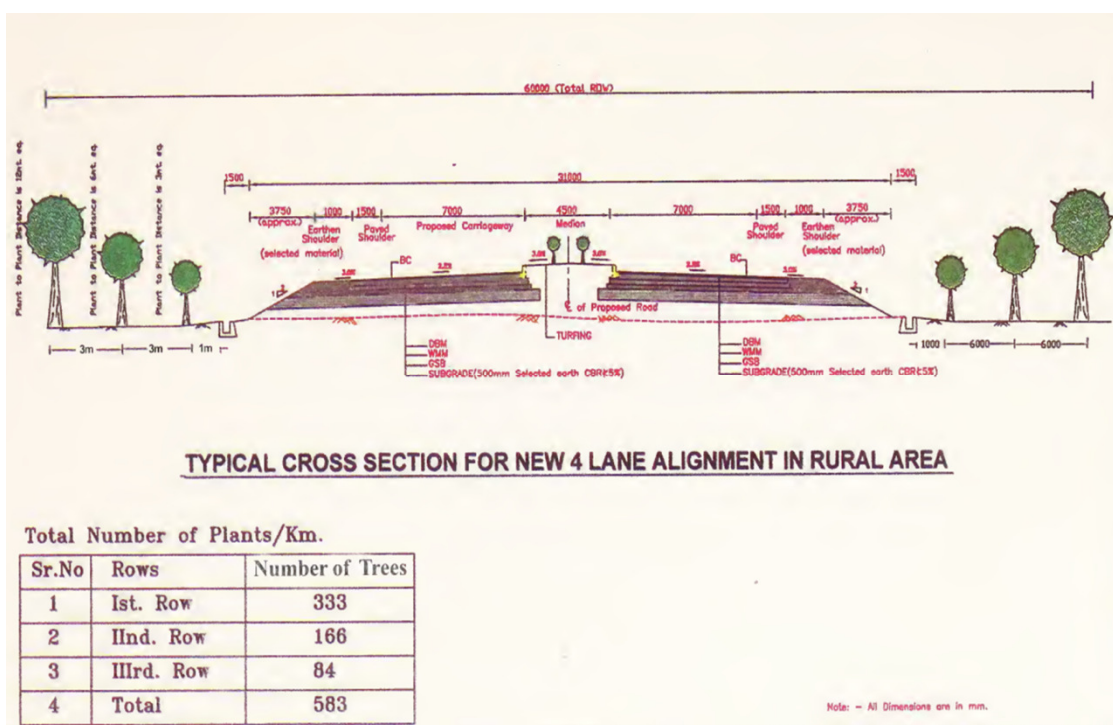 60000 (Total ROW)
Plant to Plant Distance is 12mt. eq.
Plant to Plant Distance is 6mt. eq.
Plant to Plant Distance is 3mt. eq.
1500
31000
1500
3750 (approx.)
1000
1500
7000
4500
7000
1500
1000
3750 (approx.)
Earthen Shoulder (selected material)
Paved Shoulder
Proposed Carriageway
Median
Paved Shoulder
Earthen Shoulder (selected material)
BC
BC
℄ of Proposed Road
TURFING
3m
3m
1m
1000
6000
6000
DBM
WMM
GSB
SUBGRADE(500mm Selected earth CBR≮5%)
DBM
WMM
GSB
SUBGRADE(500mm Selected earth CBR≮5%)
TYPICAL CROSS SECTION FOR NEW 4 LANE ALIGNMENT IN RURAL AREA
Total Number of Plants/Km.
Sr.No Rows Number of Trees
1 Ist. Row 333
2 IInd. Row 166
3 IIIrd. Row 84
4 Total 583
Note: - All Dimensions are in mm.